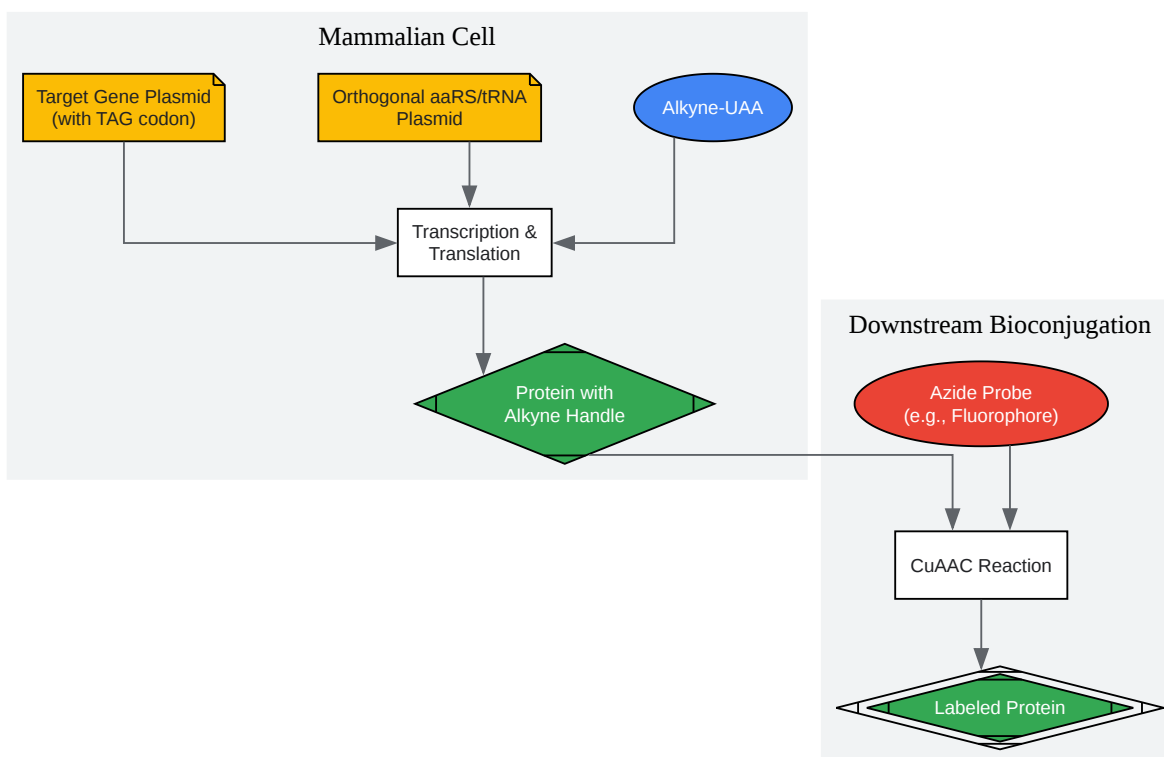 Mammalian Cell
Target Gene Plasmid
(with TAG codon)
Orthogonal aaRS/tRNA
Plasmid
Alkyne-UAA
Transcription &
Translation
Protein with
Alkyne Handle
Downstream Bioconjugation
Azide Probe
(e.g., Fluorophore)
CuAAC Reaction
Labeled Protein